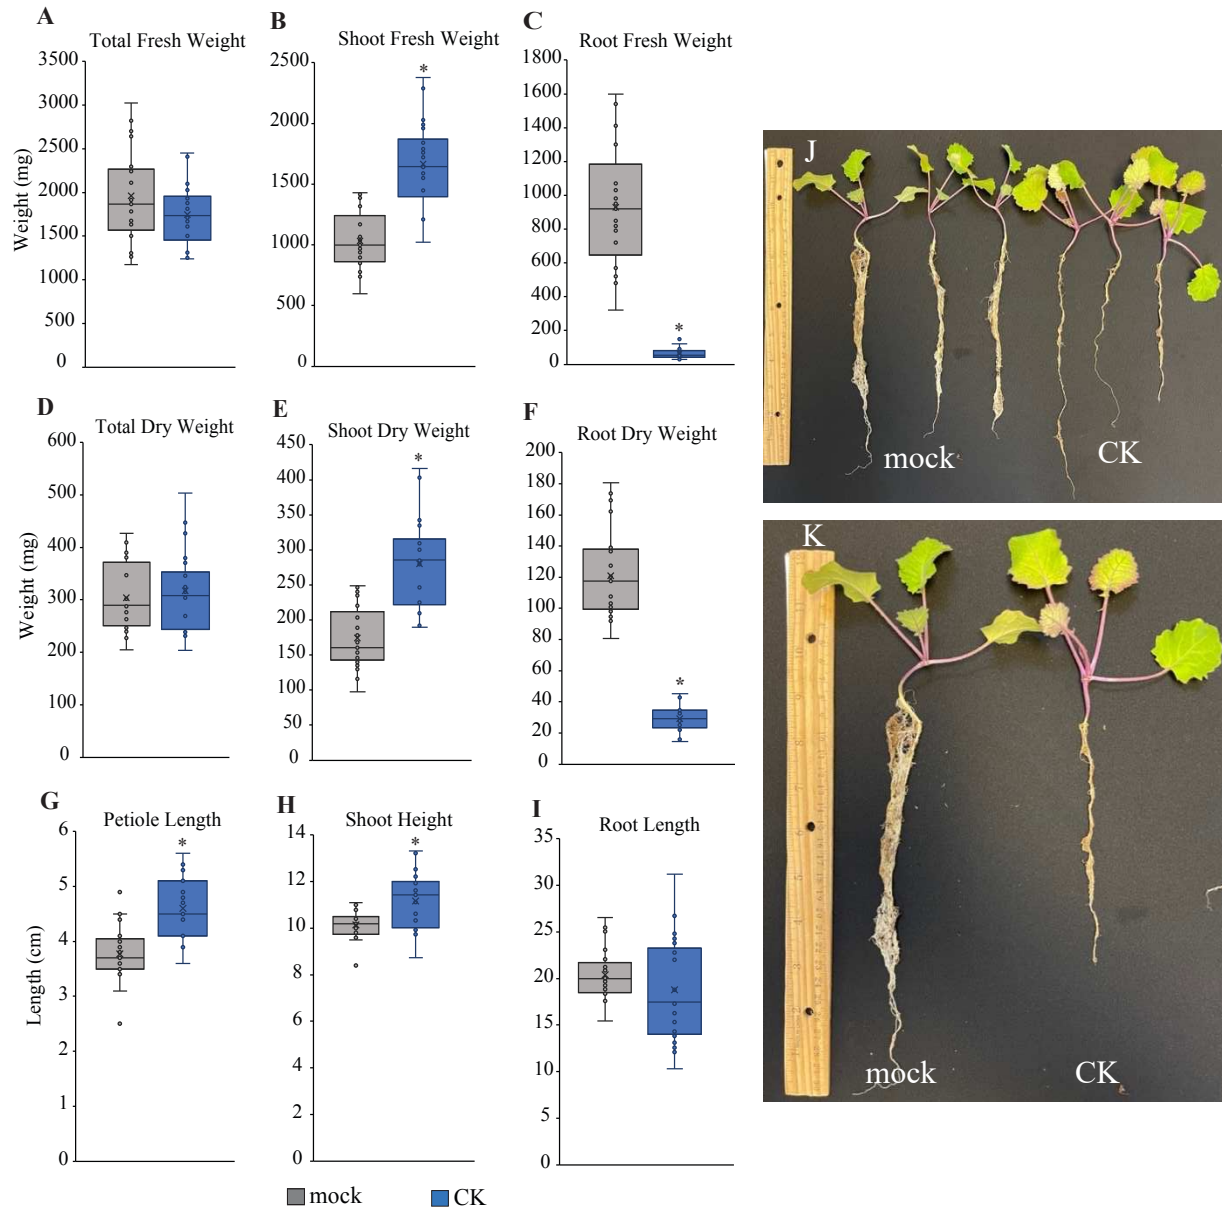 A
Total Fresh Weight
3500
3000
2500
2000
1500
1000
500
0
Weight (mg)
B
Shoot Fresh Weight
2500
2000
1500
1000
500
0
*
C
Root Fresh Weight
1800
1600
1400
1200
1000
800
600
400
200
0
*
D
Total Dry Weight
600
500
400
300
200
100
0
Weight (mg)
E
Shoot Dry Weight
450
400
350
300
250
200
150
100
50
0
*
F
Root Dry Weight
200
180
160
140
120
100
80
60
40
20
0
*
G
Petiole Length
6
5
4
3
2
1
0
Length (cm)
*
H
Shoot Height
14
12
10
8
6
4
2
0
*
I
Root Length
35
30
25
20
15
10
5
0
mock
CK
J
mock
CK
K
mock
CK